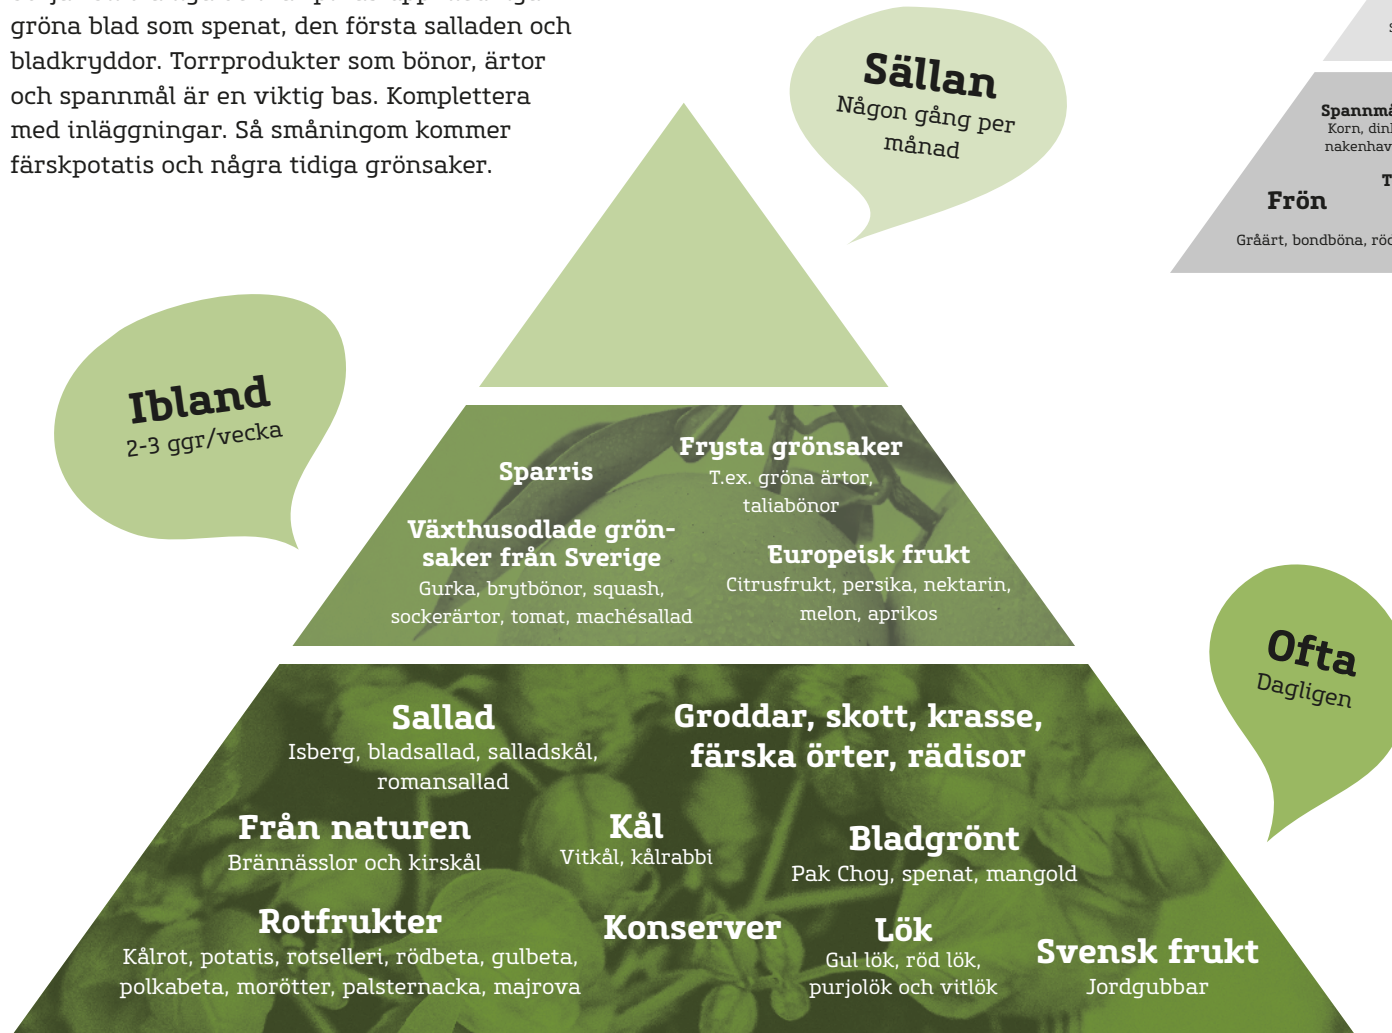 gröna blad som spenat, den första salladen och
bladkryddor. Torrprodukter som bönor, ärtor
och spannmål är en viktig bas. Komplettera
med inläggningar. Så småningom kommer
färskpotatis och några tidiga grönsaker.
Sällan
Någon gång per
månad
Frön
Gråärt, bondböna,
Ibland
2-3 ggr/vecka
Sparris
Frysta grönsaker
T.ex. gröna ärtor,
taliabönor
Växthusodlade grön-
saker från Sverige
Gurka, brytbönor, squash,
sockerärtor, tomat, machésallad
Europeisk frukt
Citrusfrukt, persika, nektarin,
melon, aprikos
Ofta
Dagligen
Sallad
Isberg, bladsallad, salladskål,
romansallad
Groddar, skott, krasse,
färska örter, rädisor
Från naturen
Brännässlor och kirskål
Kål
Vitkål, kålrabbi
Bladgrönt
Pak Choy, spenat, mangold
Rotfrukter
Kålrot, potatis, rotselleri, rödbeta, gulbeta,
polkabeta, morötter, palsternacka, majrova
Konserver
Lök
Gul lök, röd lök,
purjolök och vitlök
Svensk frukt
Jordgubbar